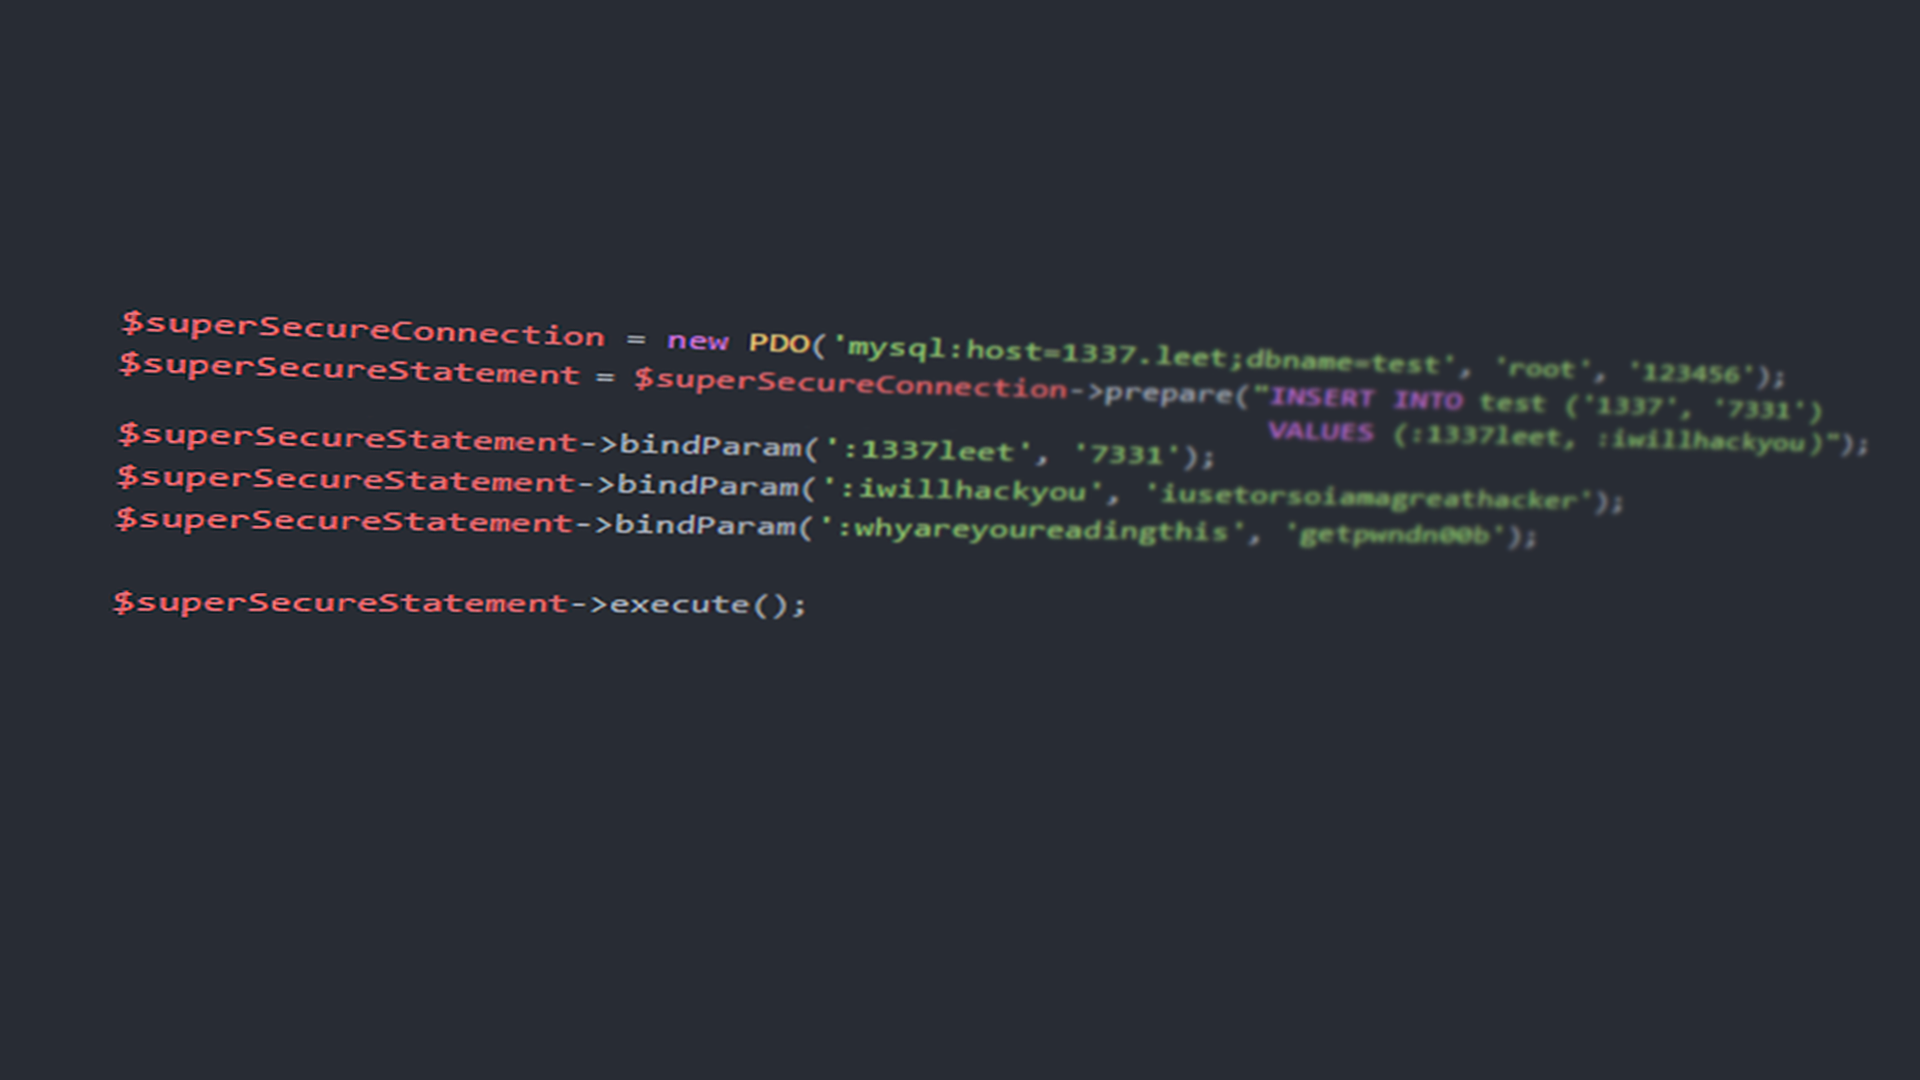 $superSecureConnection = new PDO('mysql:host=1337.leet;dbname=test', 'root', '123456');
$superSecureStatement = $superSecureConnection->prepare("INSERT INTO test ('1337', '7331')
VALUES (:1337leet, :iwillhackyou)");
$superSecureStatement->bindParam(':1337leet', '7331');
$superSecureStatement->bindParam(':iwillhackyou', 'iusetorsoiamagreathacker');
$superSecureStatement->bindParam(':whyareyoureadingthis', 'getpwndn00b');
$superSecureStatement->execute();